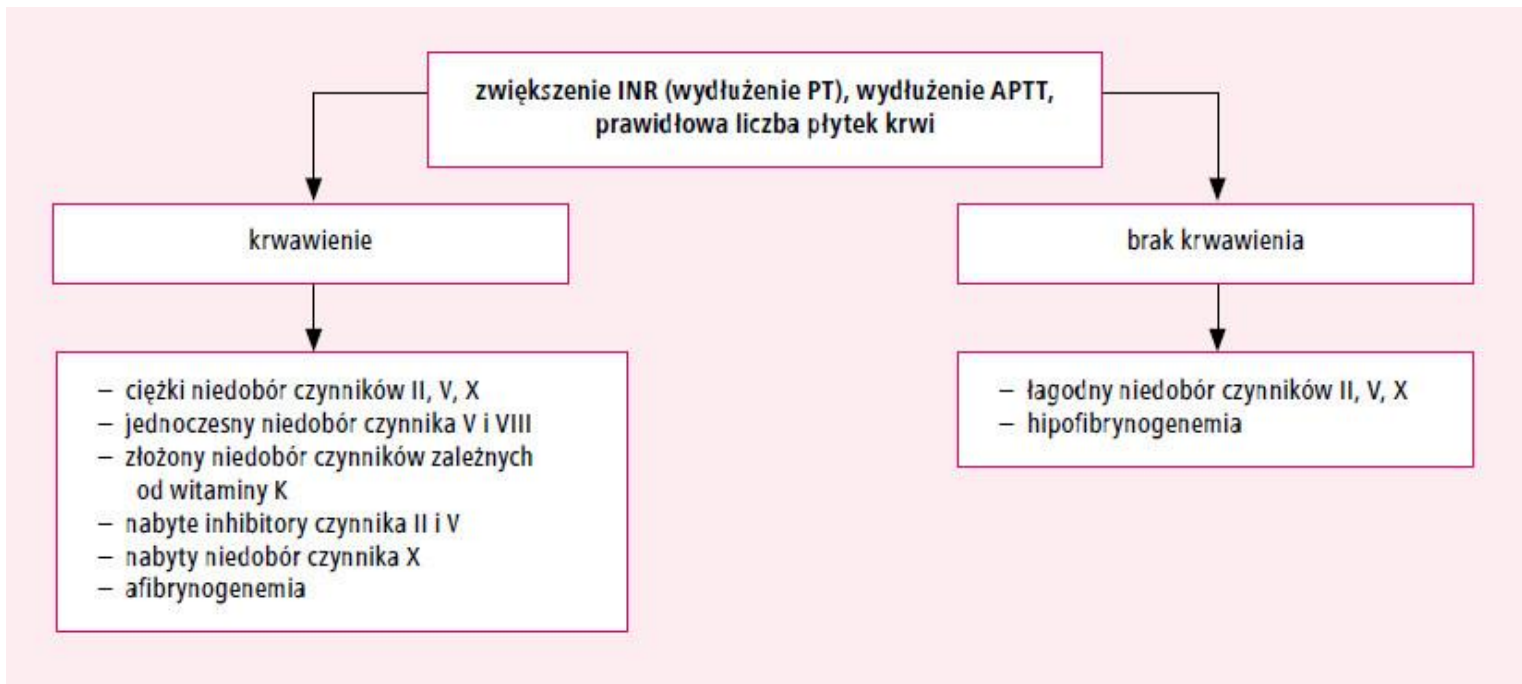 zwiększenie INR (wydłużenie PT), wydłużenie APTT,
prawidłowa liczba płytek krwi
krwawienie
brak krwawienia
– ciężki niedobór czynników II, V, X
– jednoczesny niedobór czynnika V i VIII
– złożony niedobór czynników zależnych
od witaminy K
– nabyte inhibitory czynnika II i V
– nabyty niedobór czynnika X
– afibrynogenemia
– łagodny niedobór czynników II, V, X
– hipofibrynogenemia